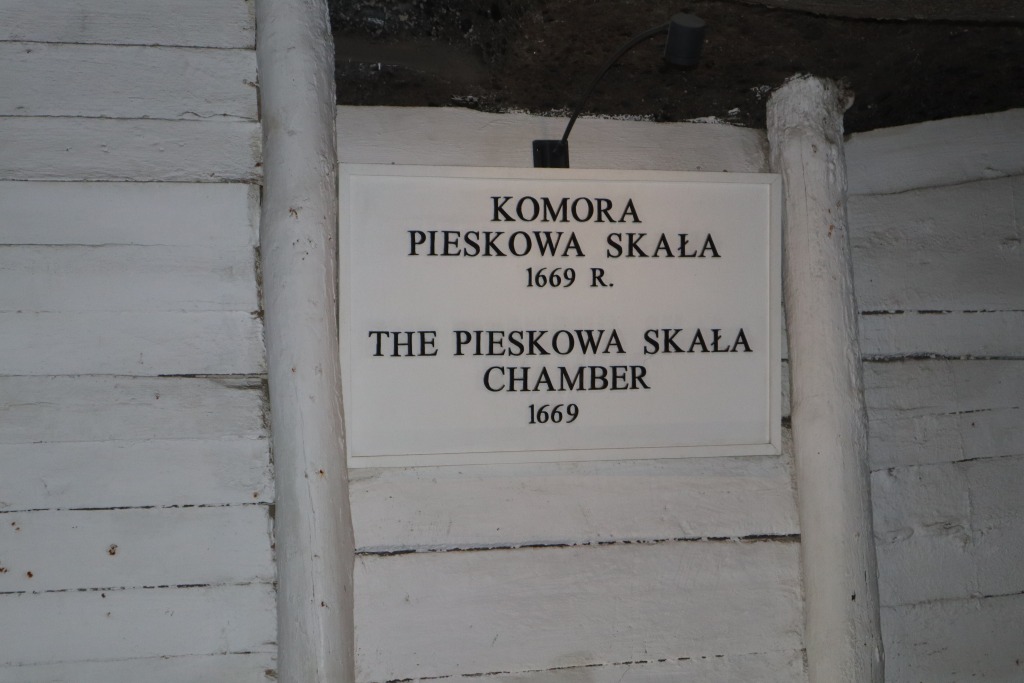 KOMORA
PIESKOWA SKAŁA
1669 R.
THE PIESKOWA SKAŁA
CHAMBER
1669